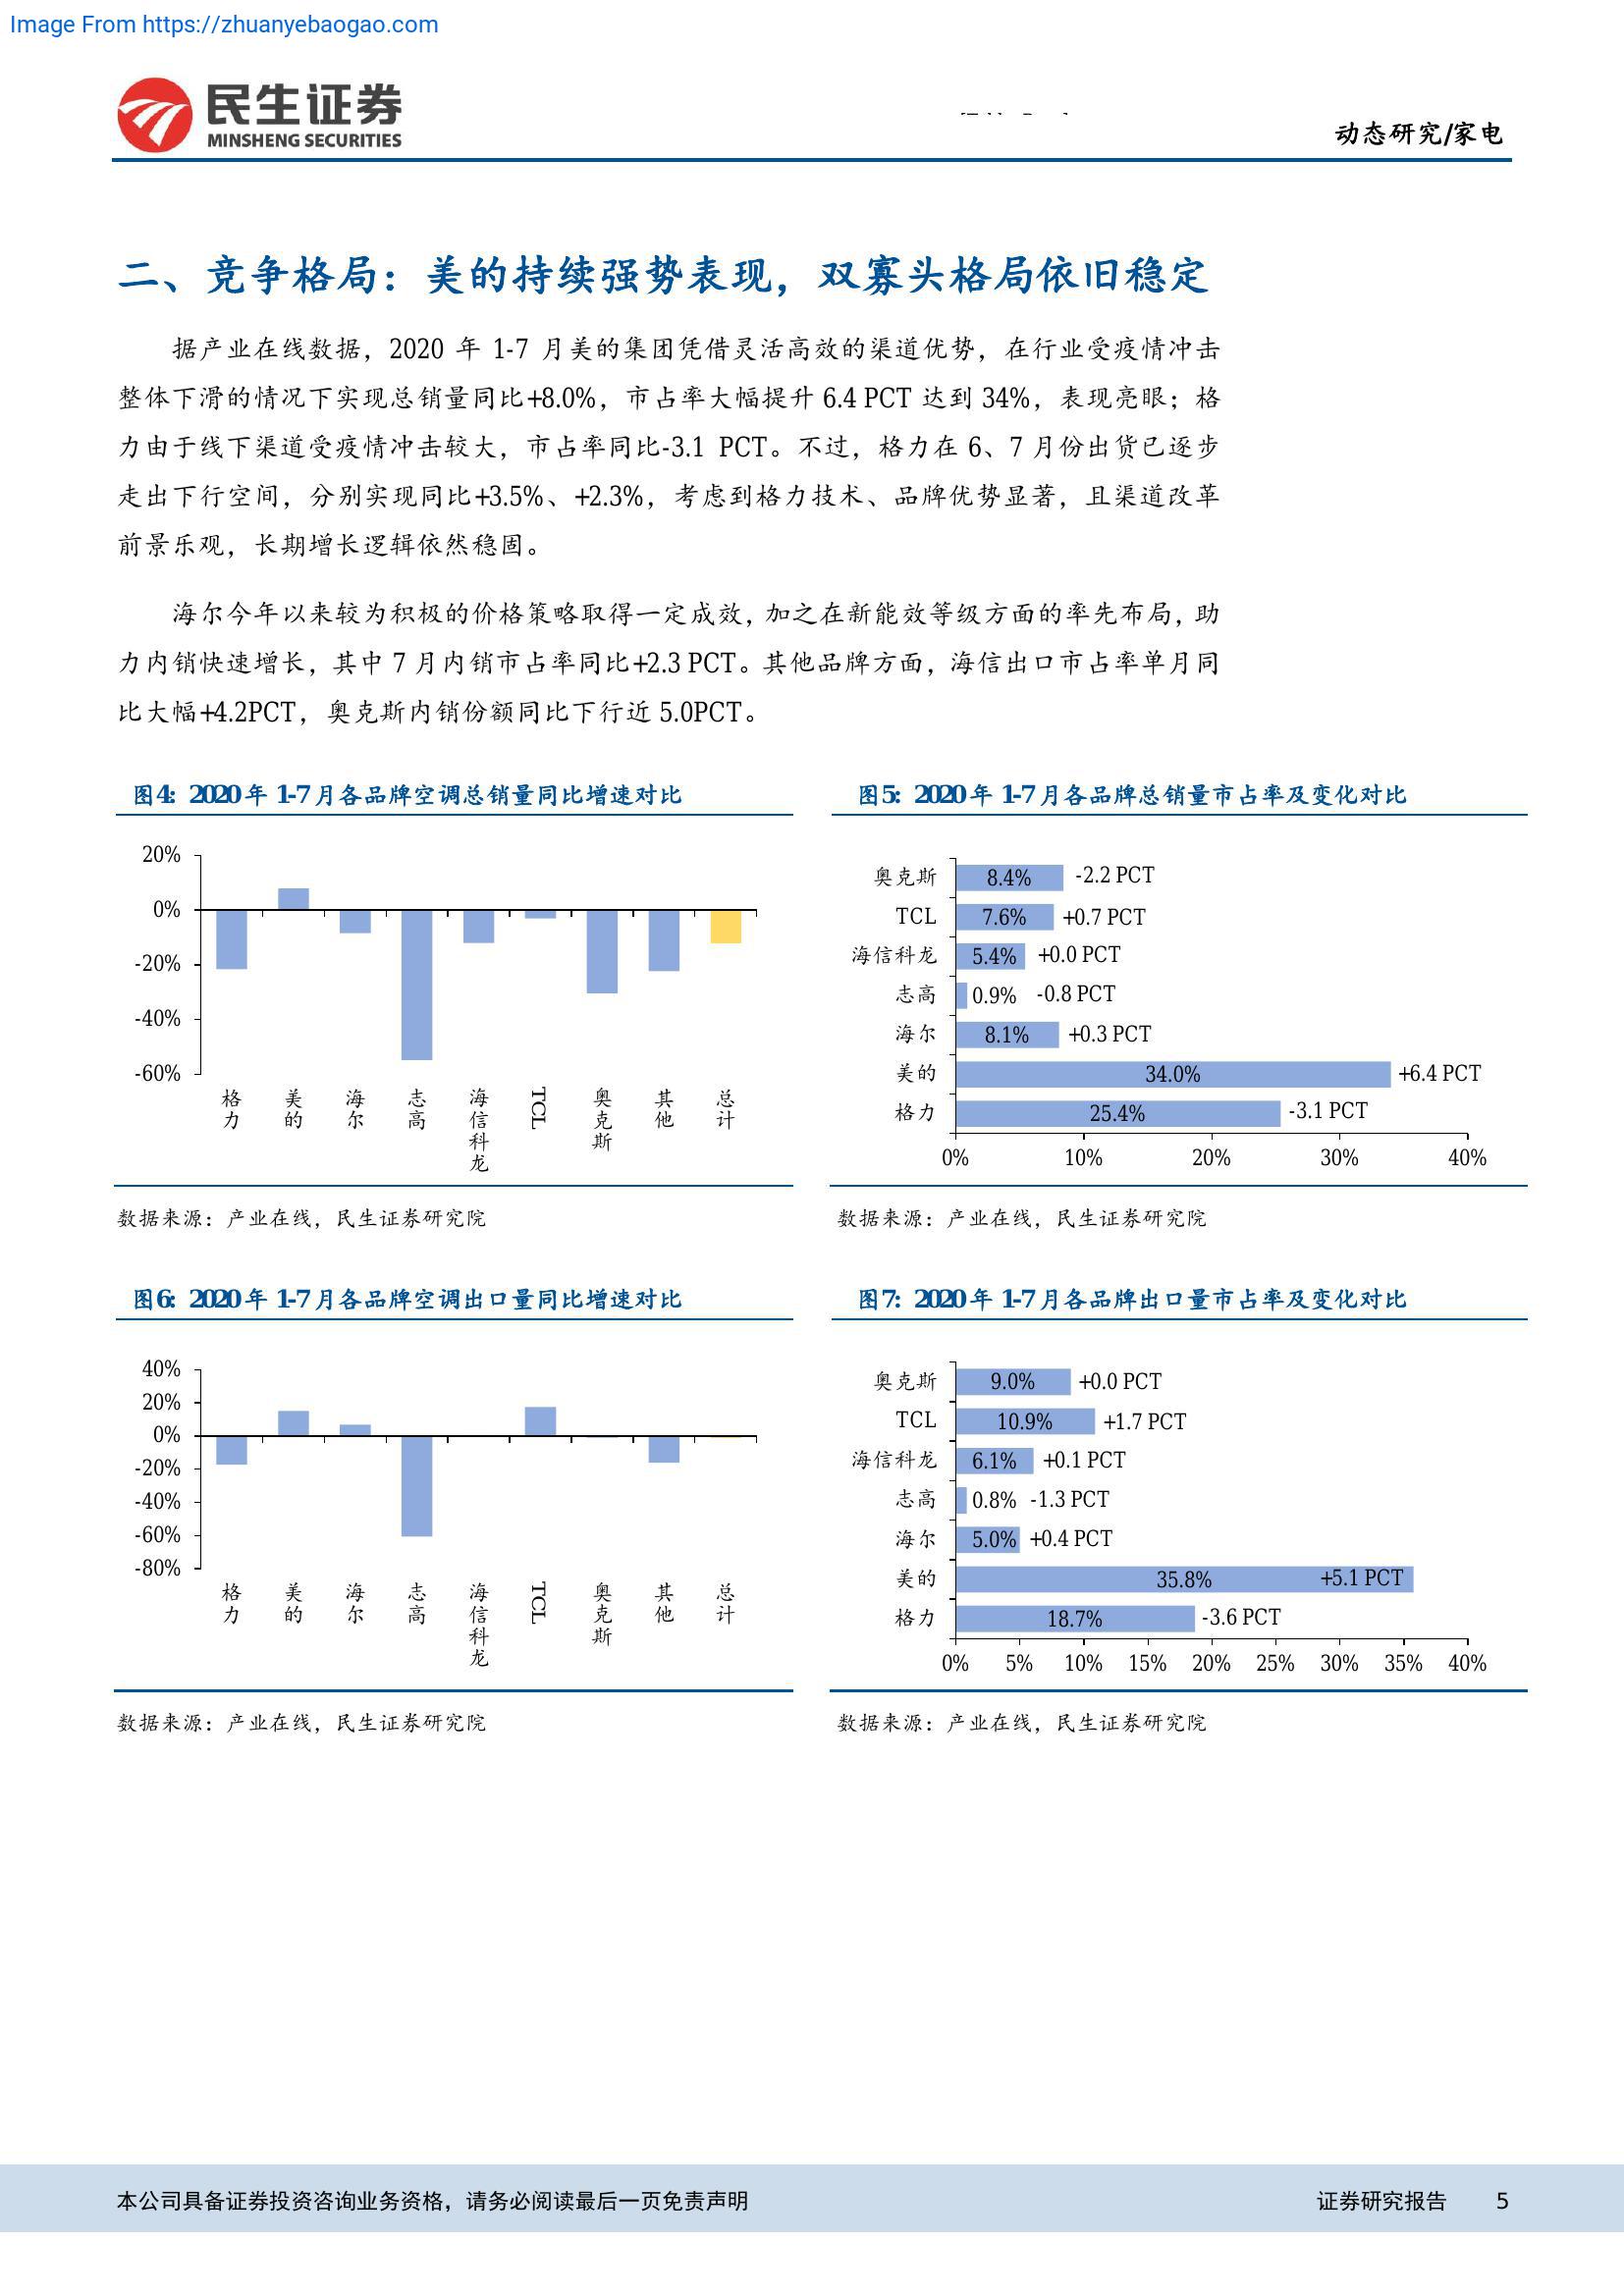 Image From https://zhuanyebaogao.com
民生证券
MINSHENG SECURITIES
动态研究/家电
二、竞争格局：美的持续强势表现，双寡头格局依旧稳定
据产业在线数据，2020 年 1-7 月美的集团凭借灵活高效的渠道优势，在行业受疫情冲击
整体下滑的情况下实现总销量同比+8.0%，市占率大幅提升 6.4 PCT 达到 34%，表现亮眼；格
力由于线下渠道受疫情冲击较大，市占率同比-3.1 PCT。不过，格力在 6、7 月份出货已逐步
走出下行空间，分别实现同比+3.5%、+2.3%，考虑到格力技术、品牌优势显著，且渠道改革
前景乐观，长期增长逻辑依然稳固。
海尔今年以来较为积极的价格策略取得一定成效，加之在新能效等级方面的率先布局，助
力内销快速增长，其中 7 月内销市占率同比+2.3 PCT。其他品牌方面，海信出口市占率单月同
比大幅+4.2PCT，奥克斯内销份额同比下行近 5.0PCT。
图4：2020 年 1-7 月各品牌空调总销量同比增速对比
20%
0%
-20%
-40%
-60%
格力
美的
海尔
志高
海信科龙
TCL
奥克斯
其他
总计
数据来源：产业在线，民生证券研究院
图5：2020 年 1-7 月各品牌总销量市占率及变化对比
奥克斯 8.4% -2.2 PCT
TCL 7.6% +0.7 PCT
海信科龙 5.4% +0.0 PCT
志高 0.9% -0.8 PCT
海尔 8.1% +0.3 PCT
美的 34.0% +6.4 PCT
格力 25.4% -3.1 PCT
0% 10% 20% 30% 40%
数据来源：产业在线，民生证券研究院
图6：2020 年 1-7 月各品牌空调出口量同比增速对比
40%
20%
0%
-20%
-40%
-60%
-80%
格力
美的
海尔
志高
海信科龙
TCL
奥克斯
其他
总计
数据来源：产业在线，民生证券研究院
图7：2020 年 1-7 月各品牌出口量市占率及变化对比
奥克斯 9.0% +0.0 PCT
TCL 10.9% +1.7 PCT
海信科龙 6.1% +0.1 PCT
志高 0.8% -1.3 PCT
海尔 5.0% +0.4 PCT
美的 35.8% +5.1 PCT
格力 18.7% -3.6 PCT
0% 5% 10% 15% 20% 25% 30% 35% 40%
数据来源：产业在线，民生证券研究院
本公司具备证券投资咨询业务资格，请务必阅读最后一页免责声明
证券研究报告 5